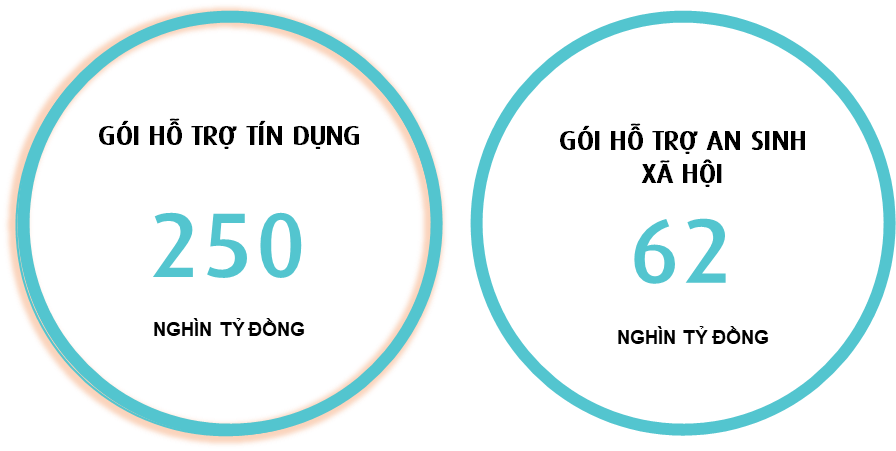 GÓI HỖ TRỢ TÍN DỤNG
250
NGHÌN TỶ ĐỒNG
GÓI HỖ TRỢ AN SINH
XÃ HỘI
62
NGHÌN TỶ ĐỒNG